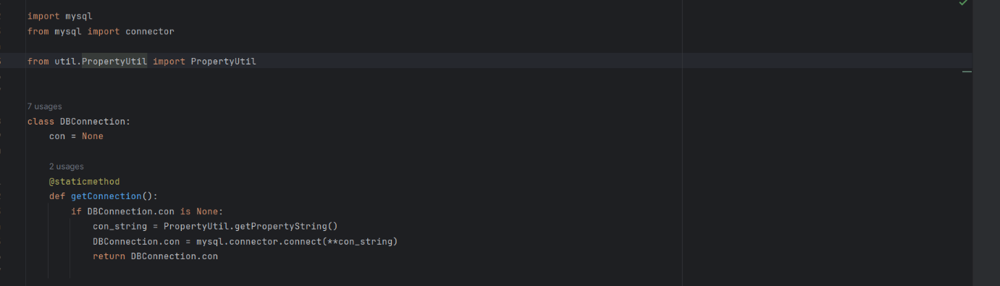 import mysql
from mysql import connector
from util.PropertyUtil import PropertyUtil
7 usages
class DBConnection:
con = None
2 usages
@staticmethod
def getConnection():
if DBConnection.con is None:
con_string = PropertyUtil.getPropertyString()
DBConnection.con = mysql.connector.connect(**con_string)
return DBConnection.con